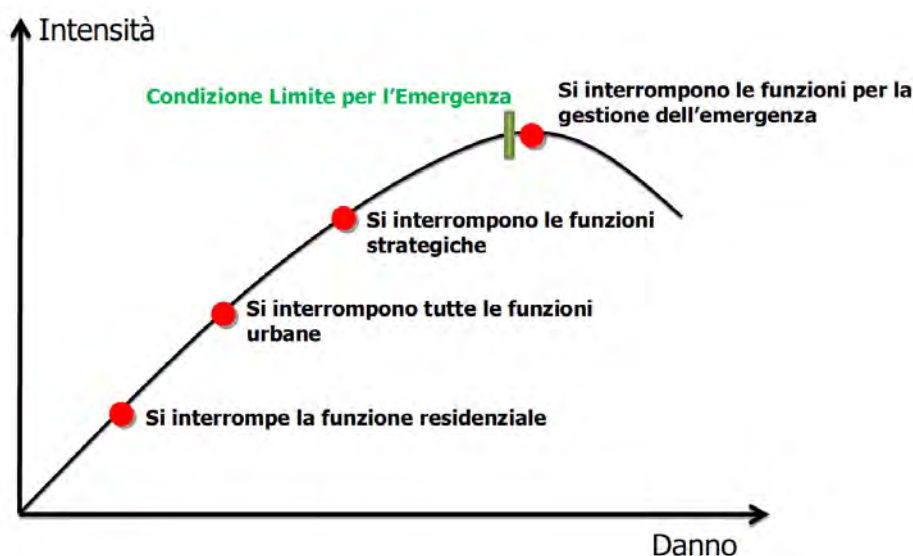 Intensità
Condizione Limite per l'Emergenza
Si interrompono le funzioni per la
gestione dell'emergenza
Si interrompono le funzioni
strategiche
Si interrompono tutte le funzioni
urbane
Si interrompe la funzione residenziale
Danno